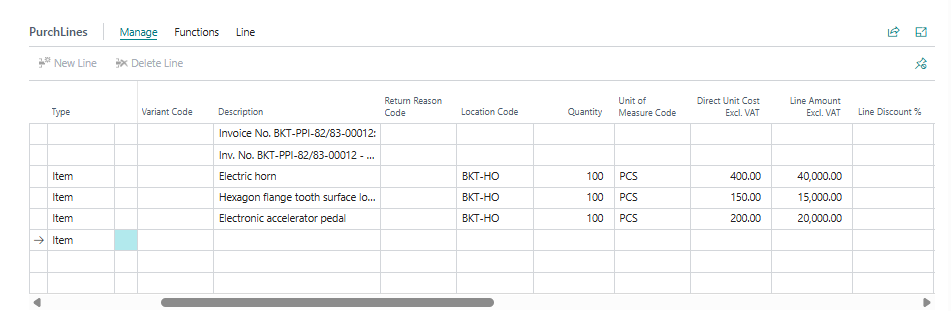 PurchLines Manage Functions Line
New Line Delete Line
Type Variant Code Description Return Reason Code Location Code Quantity Unit of Measure Code Direct Unit Cost Excl. VAT Line Amount Excl. VAT Line Discount %
Invoice No. BKT-PPI-82/83-00012:
Inv. No. BKT-PPI-82/83-00012 - ...
Item Electric horn BKT-HO 100 PCS 400.00 40,000.00
Item Hexagon flange tooth surface lo... BKT-HO 100 PCS 150.00 15,000.00
Item Electronic accelerator pedal BKT-HO 100 PCS 200.00 20,000.00
Item